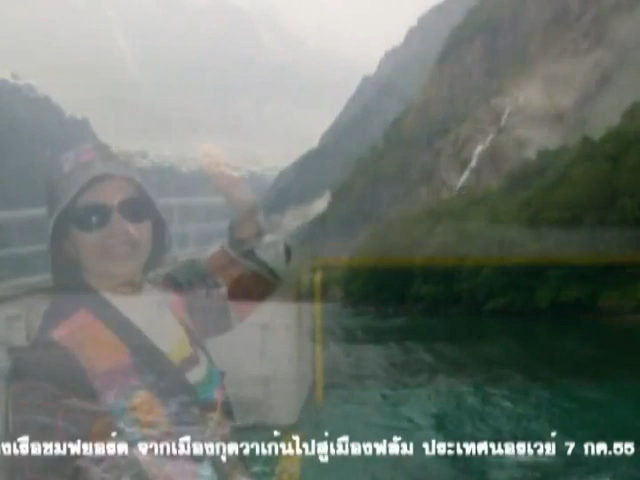 งเรือชมฟยอร์ด จากเมืองกุดวาเก้นไปสู่เมืองฟลัม ประเทศนอรเวย์ 7 กค.55